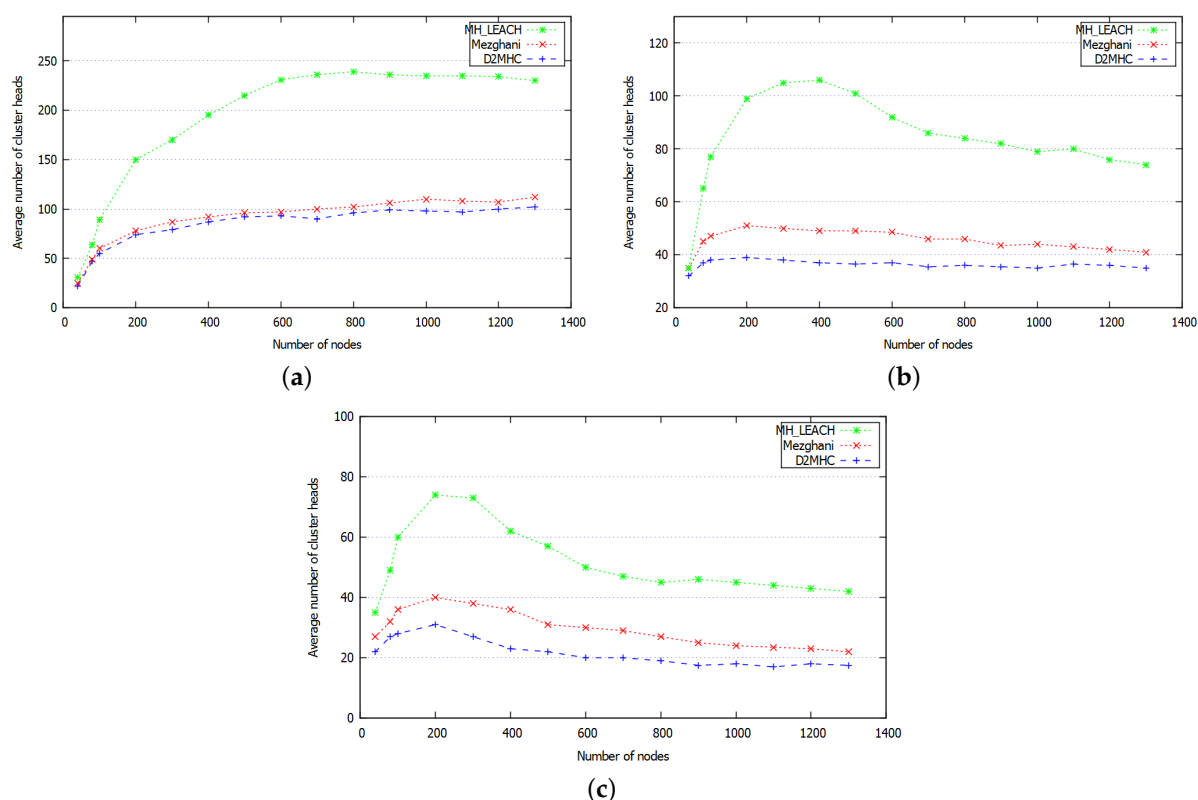 MH_LEACH
Mezghani
D2MHC
250
200
150
100
50
0
Average number of cluster heads
0 200 400 600 800 1000 1200 1400
Number of nodes
(a)
MH_LEACH
Mezghani
D2MHC
120
100
80
60
40
20
Average number of cluster heads
0 200 400 600 800 1000 1200 1400
Number of nodes
(b)
MH_LEACH
Mezghani
D2MHC
100
80
60
40
20
0
Average number of cluster heads
0 200 400 600 800 1000 1200 1400
Number of nodes
(c)